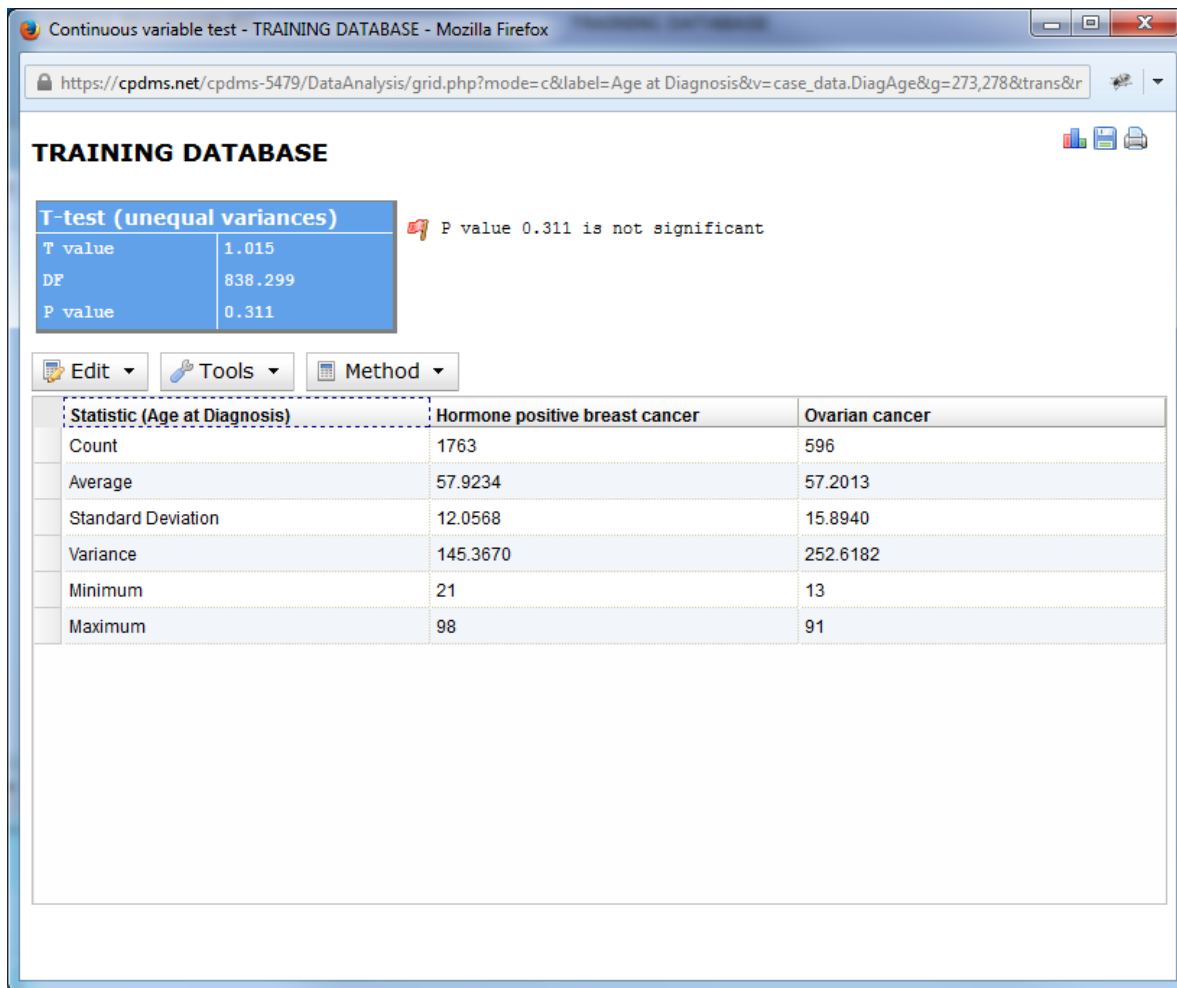 Continuous variable test - TRAINING DATABASE - Mozilla Firefox
https://cpdms.net/cpdms-5479/DataAnalysis/grid.php?mode=c&label=Age at Diagnosis&v=case_data.DiagAge&g=273,278&trans&r
TRAINING DATABASE
T-test (unequal variances)
T value 1.015
DF 838.299
P value 0.311
P value 0.311 is not significant
Edit Tools Method
Statistic (Age at Diagnosis) Hormone positive breast cancer Ovarian cancer
Count 1763 596
Average 57.9234 57.2013
Standard Deviation 12.0568 15.8940
Variance 145.3670 252.6182
Minimum 21 13
Maximum 98 91